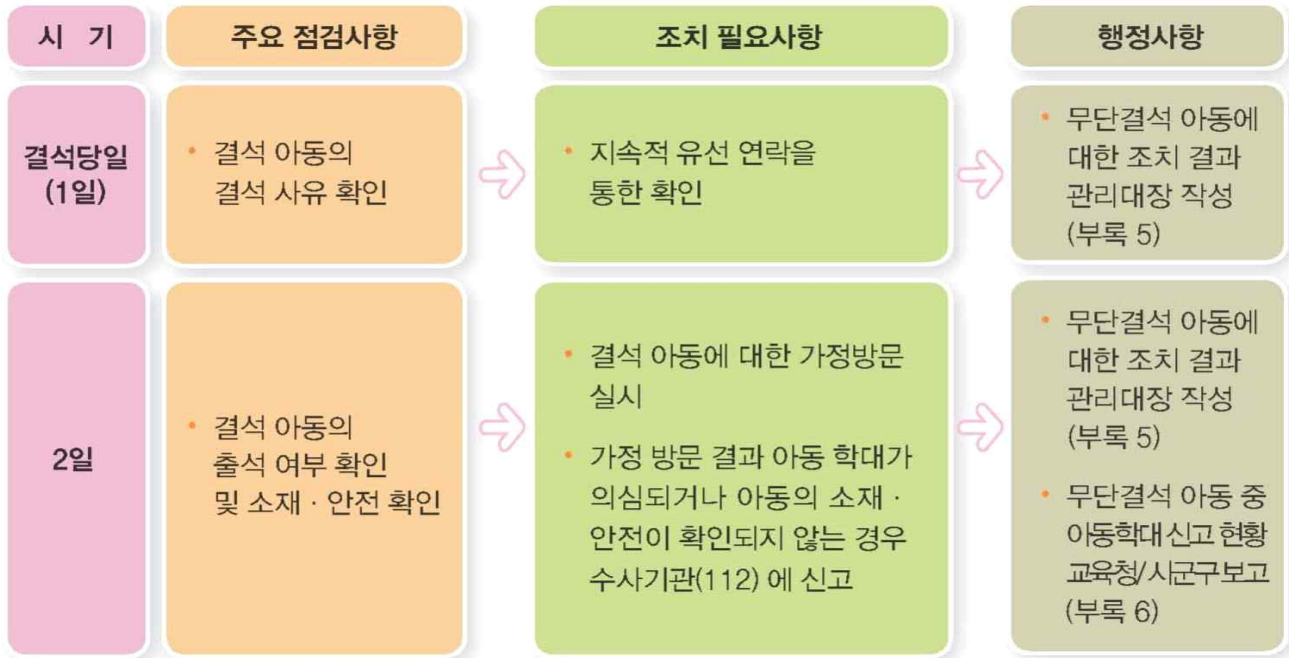 시 기
주요 점검사항
조치 필요사항
행정사항
결석당일
(1일)
• 결석 아동의
결석 사유 확인
• 지속적 유선 연락을
통한 확인
• 무단결석 아동에
대한 조치 결과
관리대장 작성
(부록 5)
2일
• 결석 아동의
출석 여부 확인
및 소재 · 안전 확인
• 결석 아동에 대한 가정방문
실시
• 가정 방문 결과 아동 학대가
의심되거나 아동의 소재 ·
안전이 확인되지 않는 경우
수사기관(112) 에 신고
• 무단결석 아동에
대한 조치 결과
관리대장 작성
(부록 5)
• 무단결석 아동 중
아동학대 신고 현황
교육청/시군구 보고
(부록 6)